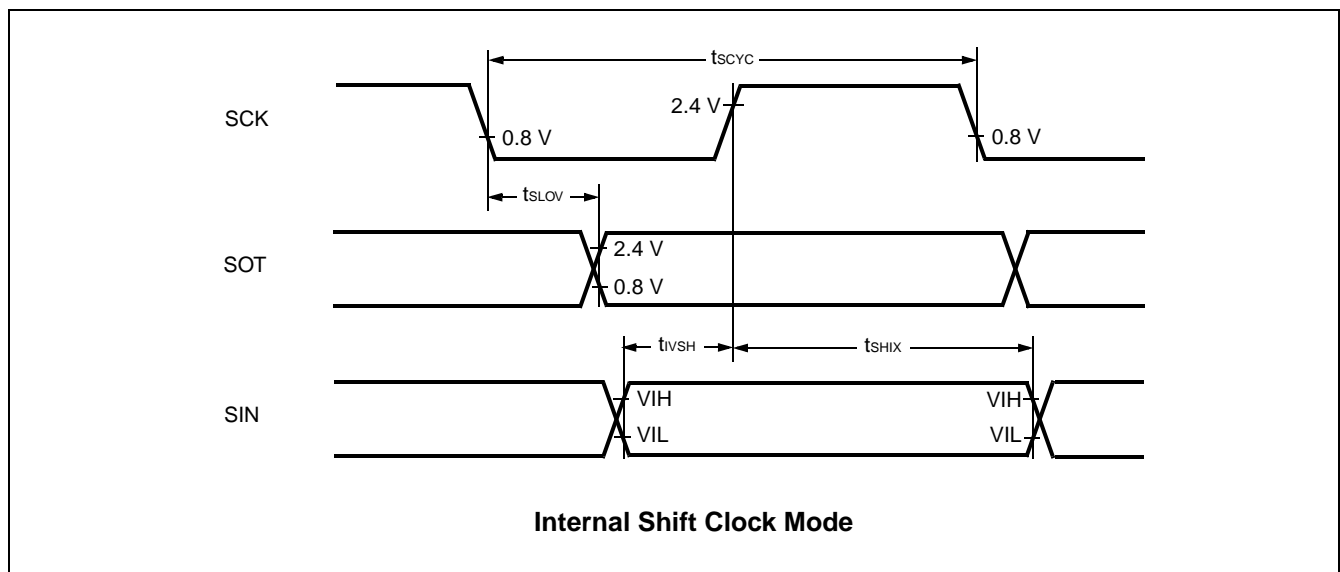 tSCYC
SCK
2.4 V
0.8 V
0.8 V
tSLOV
SOT
2.4 V
0.8 V
tIVSH
tSHIX
SIN
VIH
VIH
VIL
VIL
Internal Shift Clock Mode